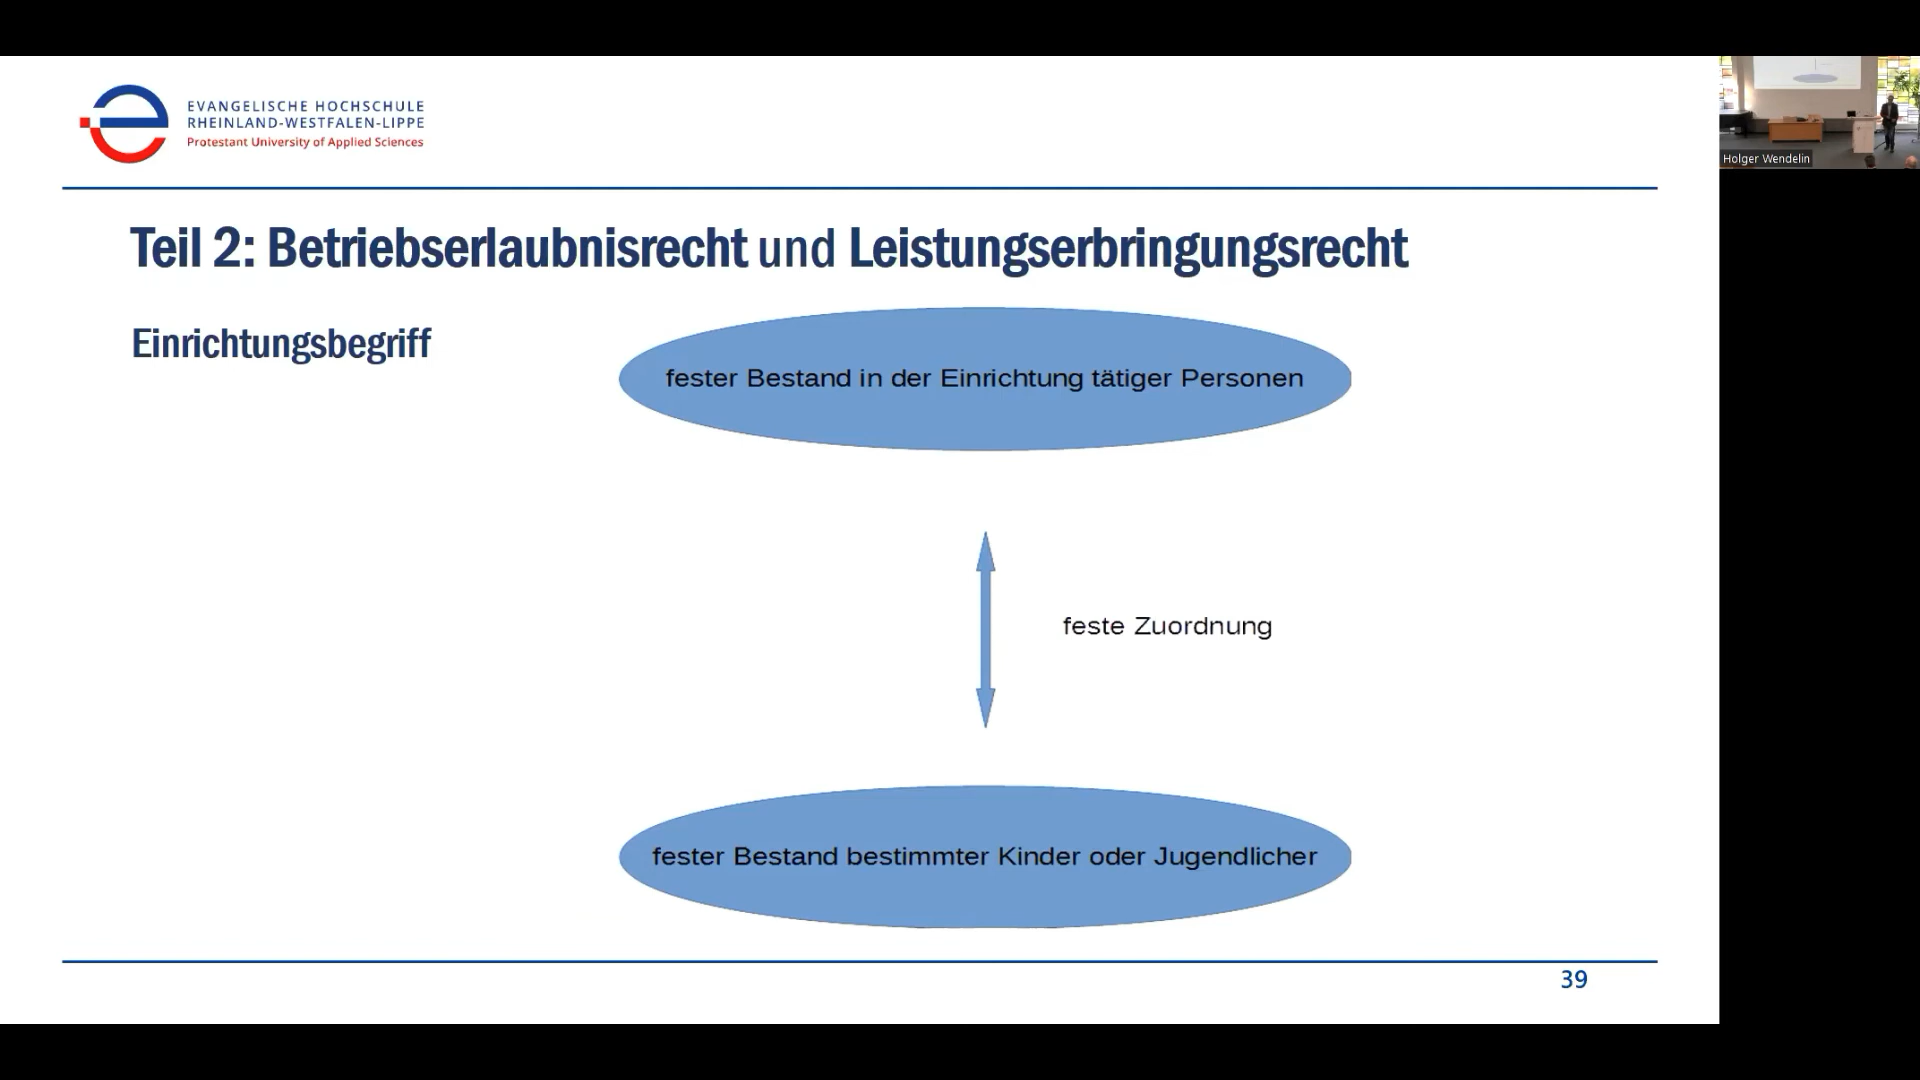 EVANGELISCHE HOCHSCHULE
RHEINLAND-WESTFALEN-LIPPE
Protestant University of Applied Sciences
Holger Wendelin
Teil 2: Betriebserlaubnisrecht und Leistungserbringungsrecht
Einrichtungsbegriff
fester Bestand in der Einrichtung tätiger Personen
feste Zuordnung
fester Bestand bestimmter Kinder oder Jugendlicher
39